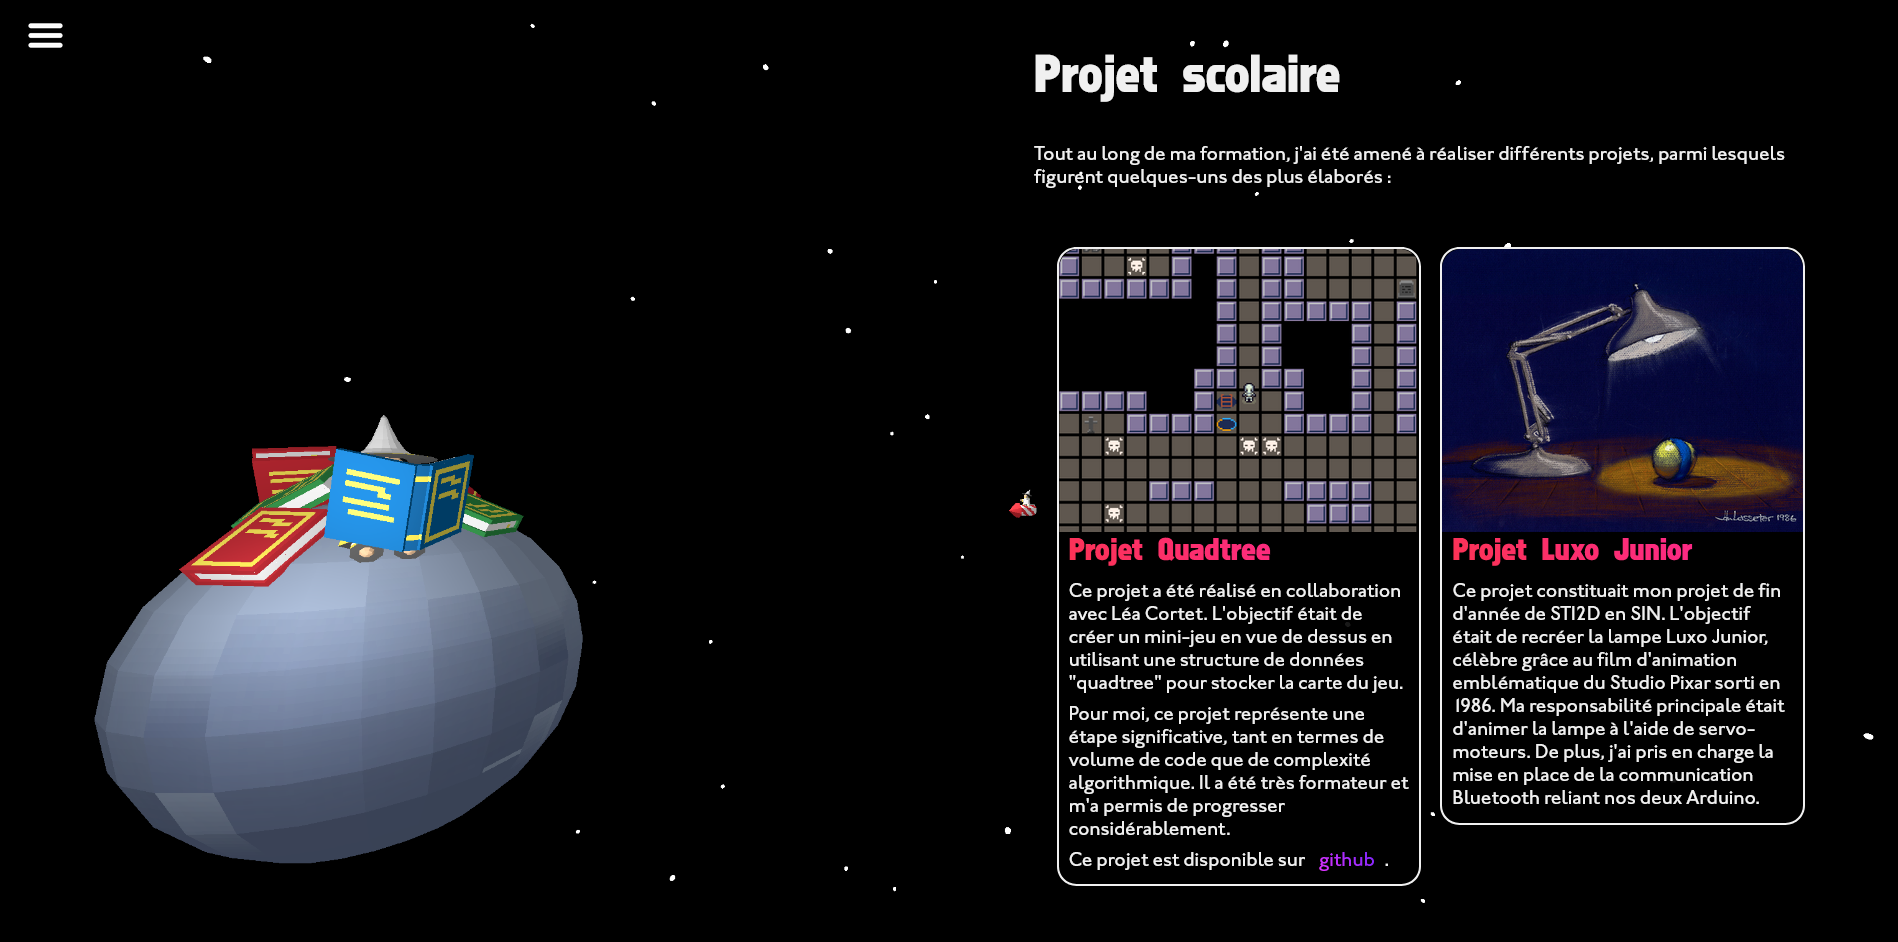 Projet scolaire
Tout au long de ma formation, j'ai été amené à réaliser différents projets, parmi lesquels
figurent quelques-uns des plus élaborés :
Projet Quadtree
Ce projet a été réalisé en collaboration
avec Léa Cortet. L'objectif était de
créer un mini-jeu en vue de dessus en
utilisant une structure de données
"quadtree" pour stocker la carte du jeu.
Pour moi, ce projet représente une
étape significative, tant en termes de
volume de code que de complexité
algorithmique. Il a été très formateur et
m'a permis de progresser
considérablement.
Ce projet est disponible sur github .
Lasseter 1986
Projet Luxo Junior
Ce projet constituait mon projet de fin
d'année de STI2D en SIN. L'objectif
était de recréer la lampe Luxo Junior,
célèbre grâce au film d'animation
emblématique du Studio Pixar sorti en
1986. Ma responsabilité principale était
d'animer la lampe à l'aide de servo-
moteurs. De plus, j'ai pris en charge la
mise en place de la communication
Bluetooth reliant nos deux Arduino.